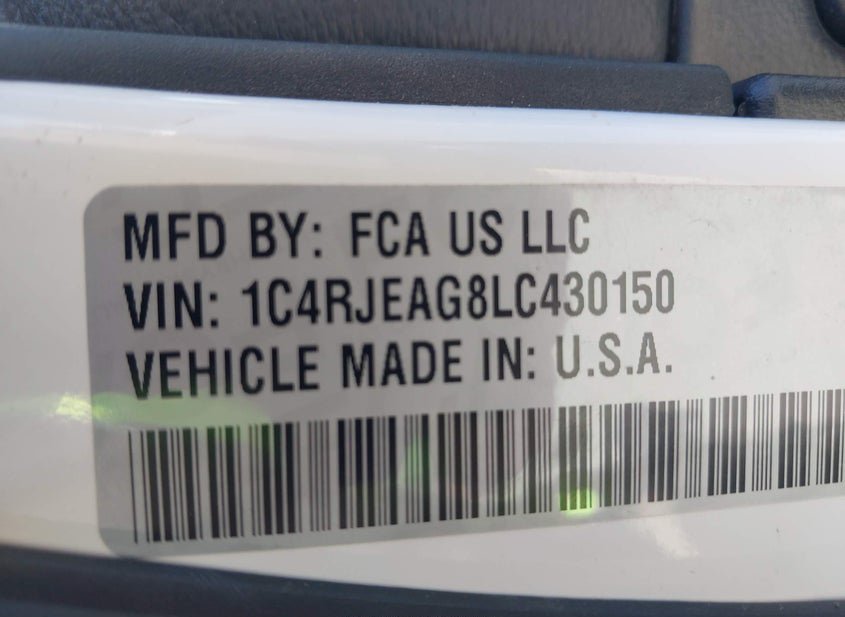 MFD BY: FCA US LLC
VIN: 1C4RJEAG8LC430150
VEHICLE MADE IN: U.S.A.